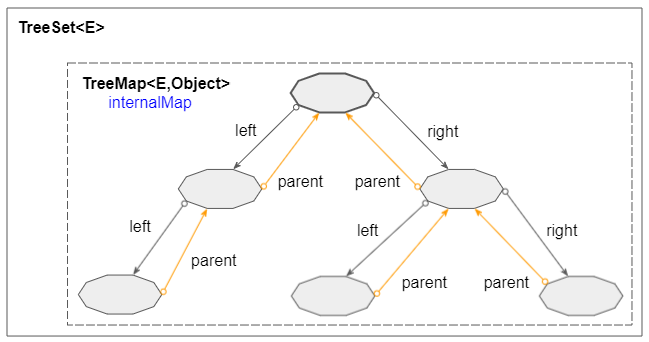 TreeSet<E>
TreeMap<E,Object>
internalMap
left
right
parent
parent
left
left
right
parent
parent
parent